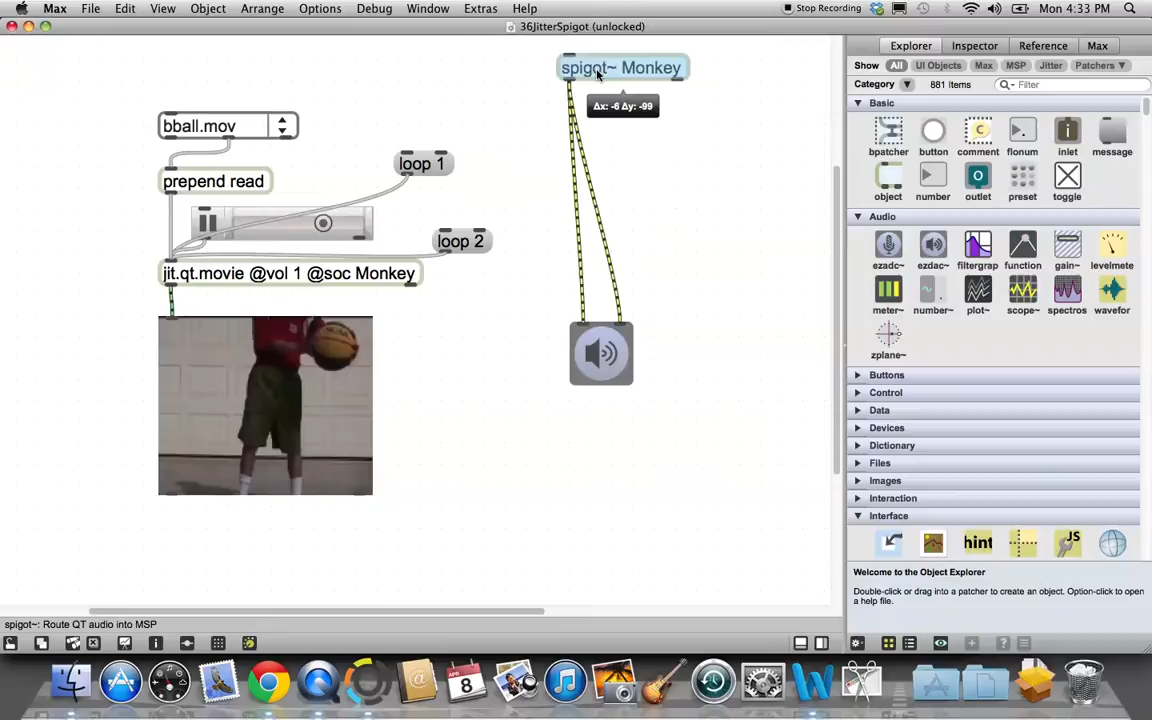 Max File Edit View Object Arrange Options Debug Window Extras Help Stop Recording Mon 4:33 PM
36JitterSpigot (unlocked)
spigot~ Monkey
Δx: -6 Δy: -99
bball.mov
loop 1
prepend read
loop 2
jit.qt.movie @vol 1 @soc Monkey
spigot~: Route QT audio into MSP
Explorer Inspector Reference Max
Show All UI Objects Max MSP Jitter Patchers ▼
Category ▼ 881 Items Filter
Basic
bpatcher button comment flonum inlet message
object number outlet preset toggle
Audio
ezadc~ ezdac~ filtergrap function gain~ levelmete
meter~ number~ plot~ scope~ spectros wavefor
zplane~
Buttons
Control
Data
Devices
Dictionary
Files
Images
Interaction
Interface
hint JS
Welcome to the Object Explorer
Double-click or drag into a patcher to create an object. Option-click to open
a help file.
APR
8